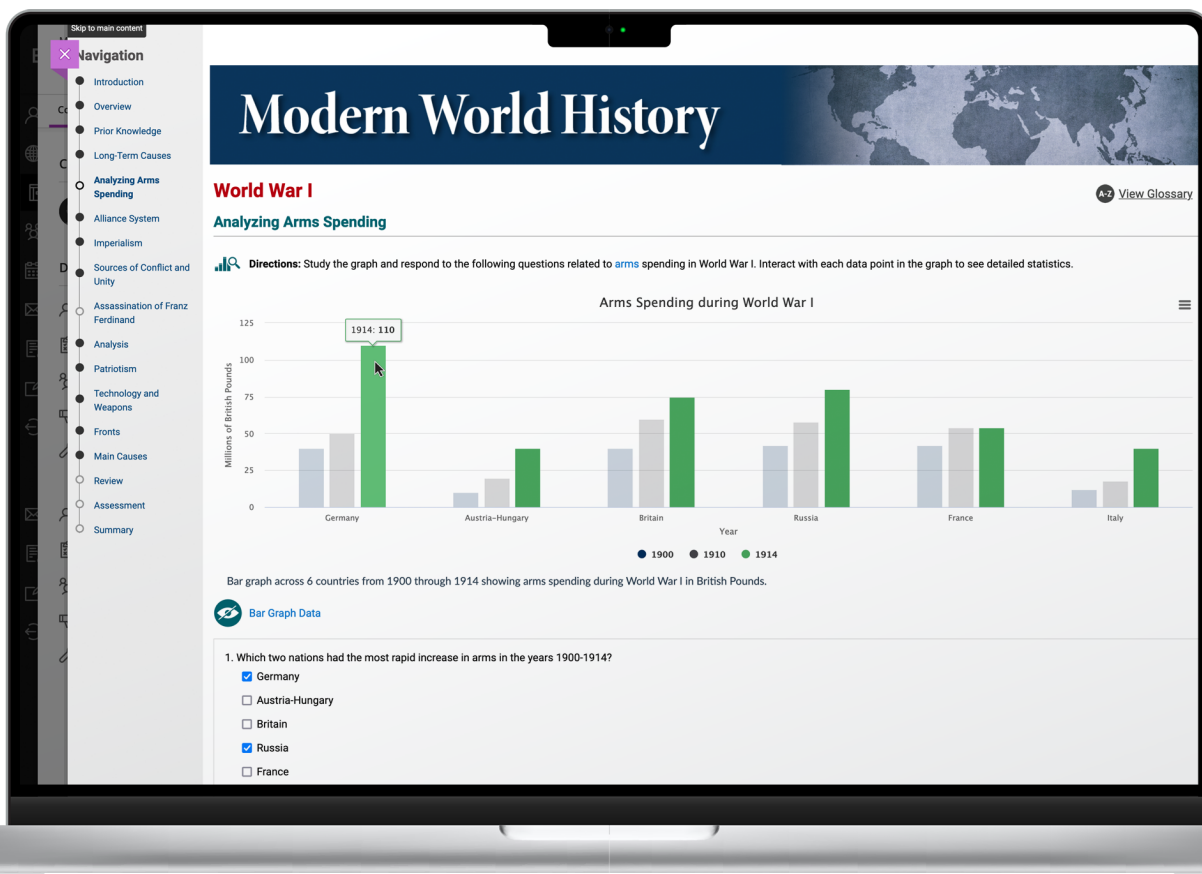 Skip to main content
Navigation
Introduction
Overview
Prior Knowledge
Long-Term Causes
Analyzing Arms
Spending
Alliance System
Imperialism
Sources of Conflict and
Unity
Assassination of Franz
Ferdinand
Analysis
Patriotism
Technology and
Weapons
Fronts
Main Causes
Review
Assessment
Summary
Modern World History
World War I
A-Z View Glossary
Analyzing Arms Spending
Directions: Study the graph and respond to the following questions related to arms spending in World War I. Interact with each data point in the graph to see detailed statistics.
Arms Spending during World War I
Millions of British Pounds
125
100
75
50
25
0
1914: 110
Germany Austria-Hungary Britain Russia France Italy
Year
1900 1910 1914
Bar graph across 6 countries from 1900 through 1914 showing arms spending during World War I in British Pounds.
Bar Graph Data
1. Which two nations had the most rapid increase in arms in the years 1900-1914?
Germany
Austria-Hungary
Britain
Russia
France